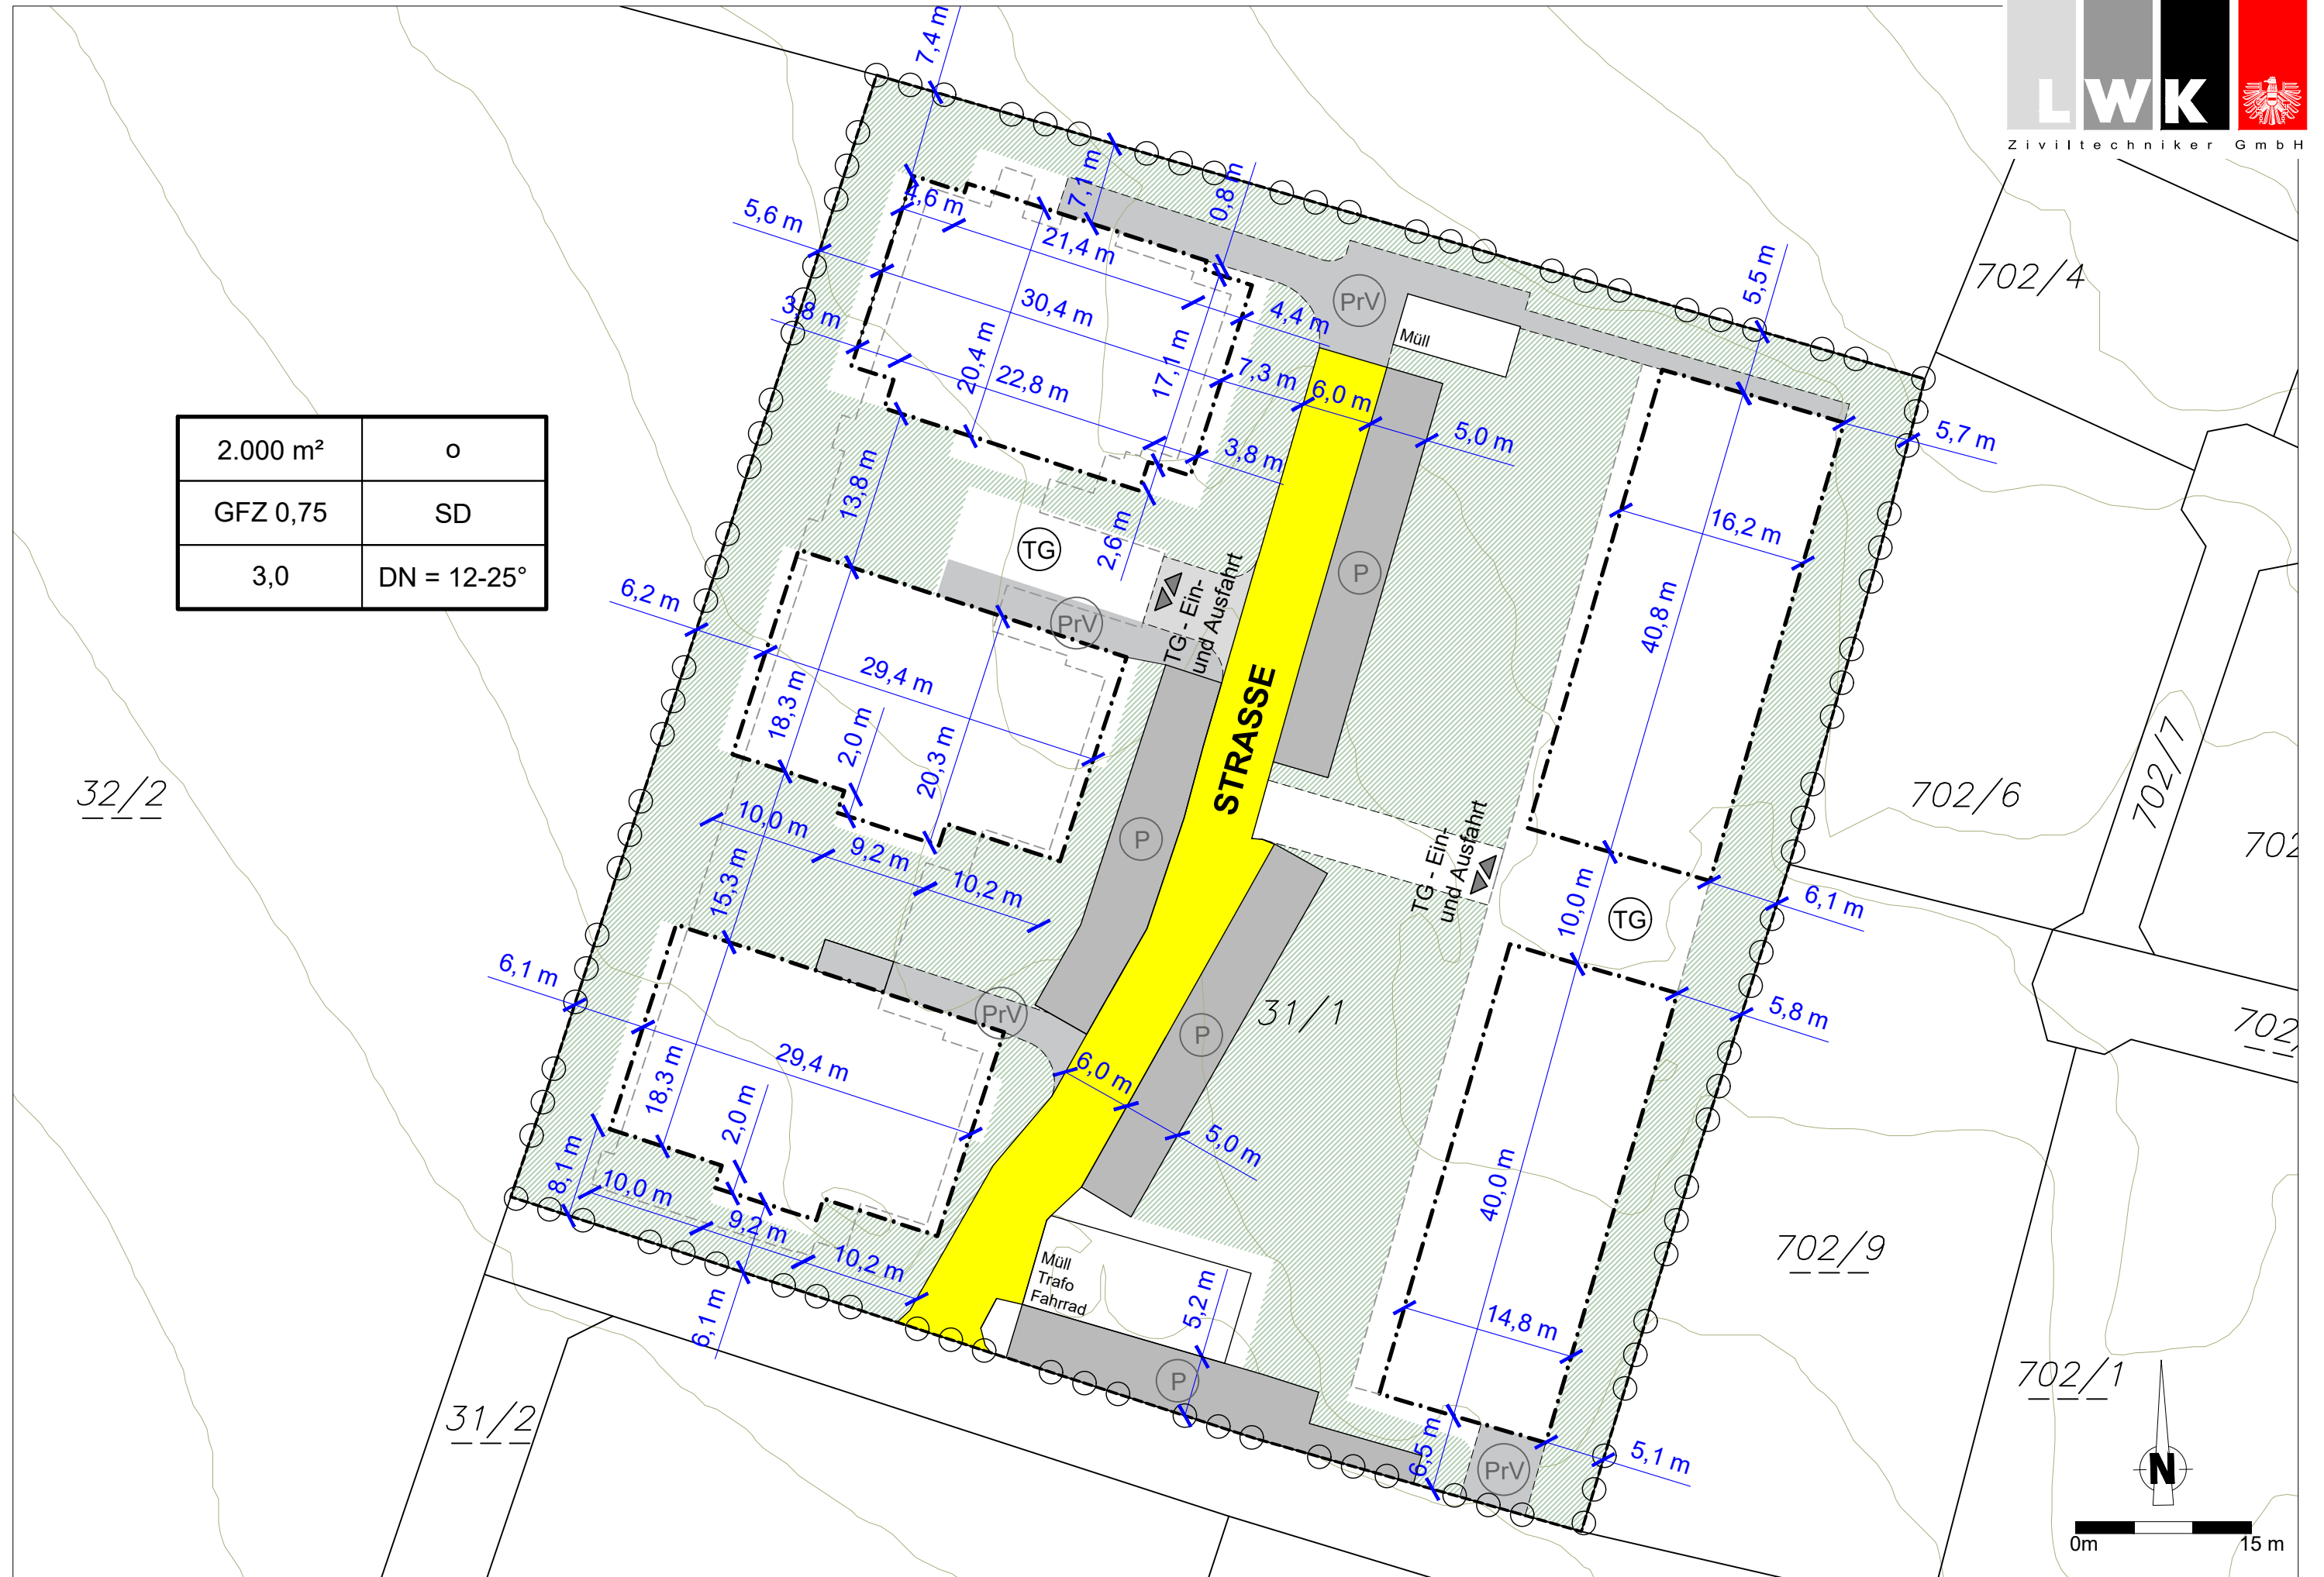 LWK
Ziviltechniker GmbH
2.000 m² o
GFZ 0,75 SD
3,0 DN = 12-25°
7,4 m
7,1 m
0,8 m
5,6 m
4,6 m
21,4 m
30,4 m
3,8 m
20,4 m
22,8 m
17,1 m
4,4 m
7,3 m
6,0 m
5,0 m
3,8 m
PrV
Müll
5,5 m
5,7 m
702/4
16,2 m
13,8 m
2,6 m
TG
PrV
TG - Ein-
und Ausfahrt
P
40,8 m
6,2 m
29,4 m
18,3 m
2,0 m
20,3 m
STRASSE
32/2
702/6
702/7
702
10,0 m
9,2 m
10,2 m
P
TG - Ein-
und Ausfahrt
15,3 m
10,0 m
TG
6,1 m
6,1 m
PrV
31/1
P
5,8 m
702/
29,4 m
18,3 m
2,0 m
6,0 m
5,0 m
8,1 m
10,0 m
9,2 m
10,2 m
6,1 m
40,0 m
702/9
Müll
Trafo
Fahrrad
5,2 m
14,8 m
P
702/1
31/2
6,5 m
PrV
5,1 m
N
0m 15 m